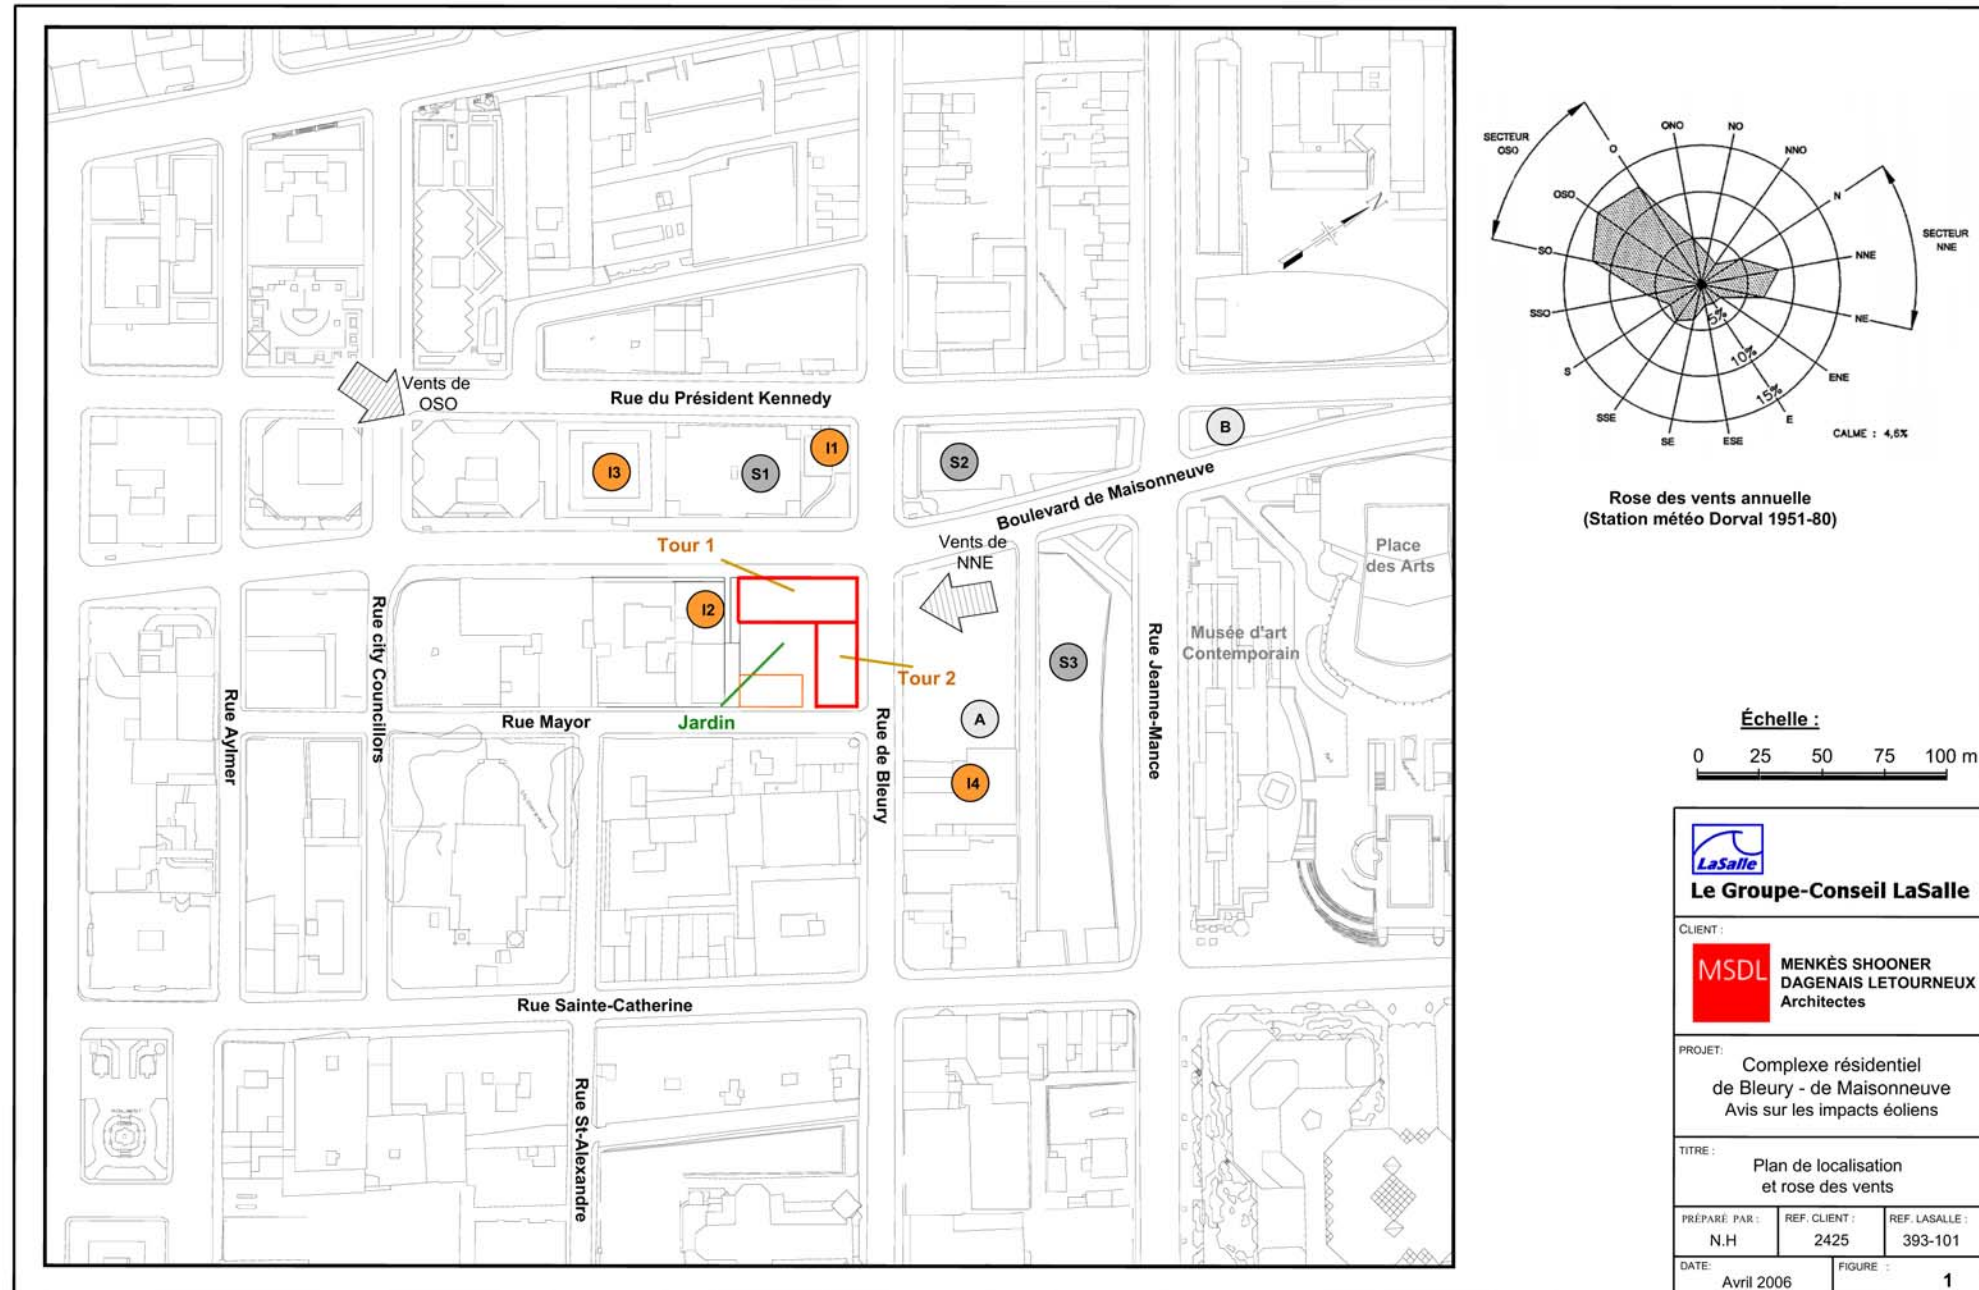 Rue du Président Kennedy
Vents de
OSO
I3
S1
I1
S2
B
Boulevard de Maisonneuve
N
Tour 1
Vents de
NNE
Place
des Arts
I2
Tour 2
Jardin
S3
A
I4
Musée d'art
Contemporain
Rue Mayor
Rue Aylmer
Rue city Councillors
Rue de Bleury
Rue Jeanne-Mance
Rue Sainte-Catherine
Rue St-Alexandre
SECTEUR
OSO
O
ONO
NO
NNO
N
SECTEUR
NNE
NNE
NE
ENE
E
ESE
SE
SSE
S
SSO
SO
OSO
5%
10%
15%
CALME : 4,6%
Rose des vents annuelle
(Station météo Dorval 1951-80)
Échelle :
0 25 50 75 100 m
LaSalle
Le Groupe-Conseil LaSalle
CLIENT :
MSDL
MENKÈS SHOONER
DAGENAIS LETOURNEUX
Architectes
PROJET:
Complexe résidentiel
de Bleury - de Maisonneuve
Avis sur les impacts éoliens
TITRE :
Plan de localisation
et rose des vents
PRÉPARÉ PAR :
N.H
REF. CLIENT :
2425
REF. LASALLE :
393-101
DATE:
Avril 2006
FIGURE :
1